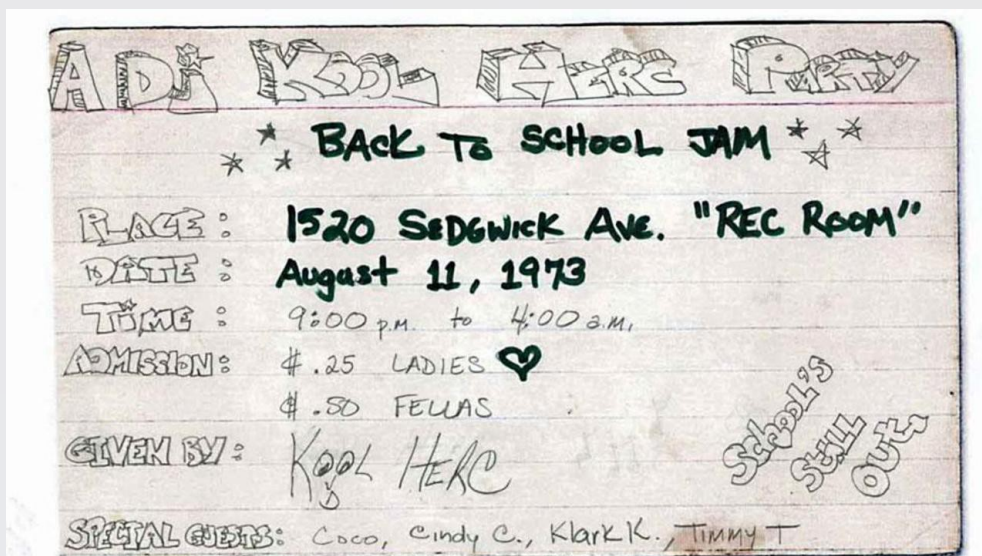 A DJ KOOL HERC PARTY
BACK TO SCHOOL JAM
PLACE: 1520 SEDGWICK AVE. "REC ROOM"
DATE: August 11, 1973
TIME: 9:00 p.m. to 4:00 a.m.
ADMISSION: $.25 LADIES
$.50 FELLAS
GIVEN BY: KOOL HERC
SCHOOL'S
STILL
OUT,
SPECIAL GUESTS: Coco, Cindy C., Klark K., Timmy T